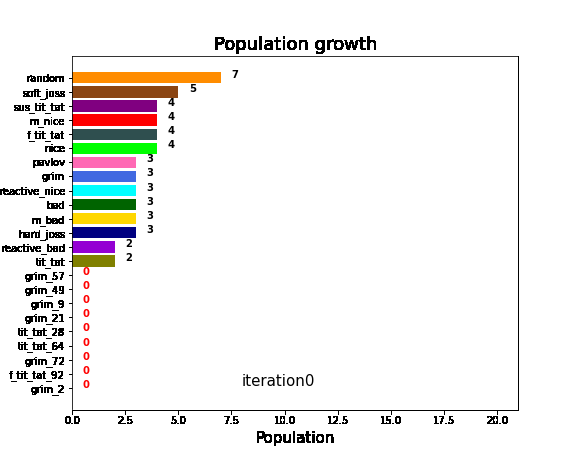 Population growth
random 7
soft_joss 5
sus_tit_tat 4
m_nice 4
f_tit_tat 4
nice 4
pavlov 3
grim 3
reactive_nice 3
bad 3
m_bad 3
hard_joss 3
reactive_bad 2
tit_tat 2
grim_57 0
grim_49 0
grim_9 0
grim_21 0
tit_tat_28 0
tit_tat_64 0
grim_72 0
f_tit_tat_92 0
grim_2 0
iteration0
0.0 2.5 5.0 7.5 10.0 12.5 15.0 17.5 20.0
Population